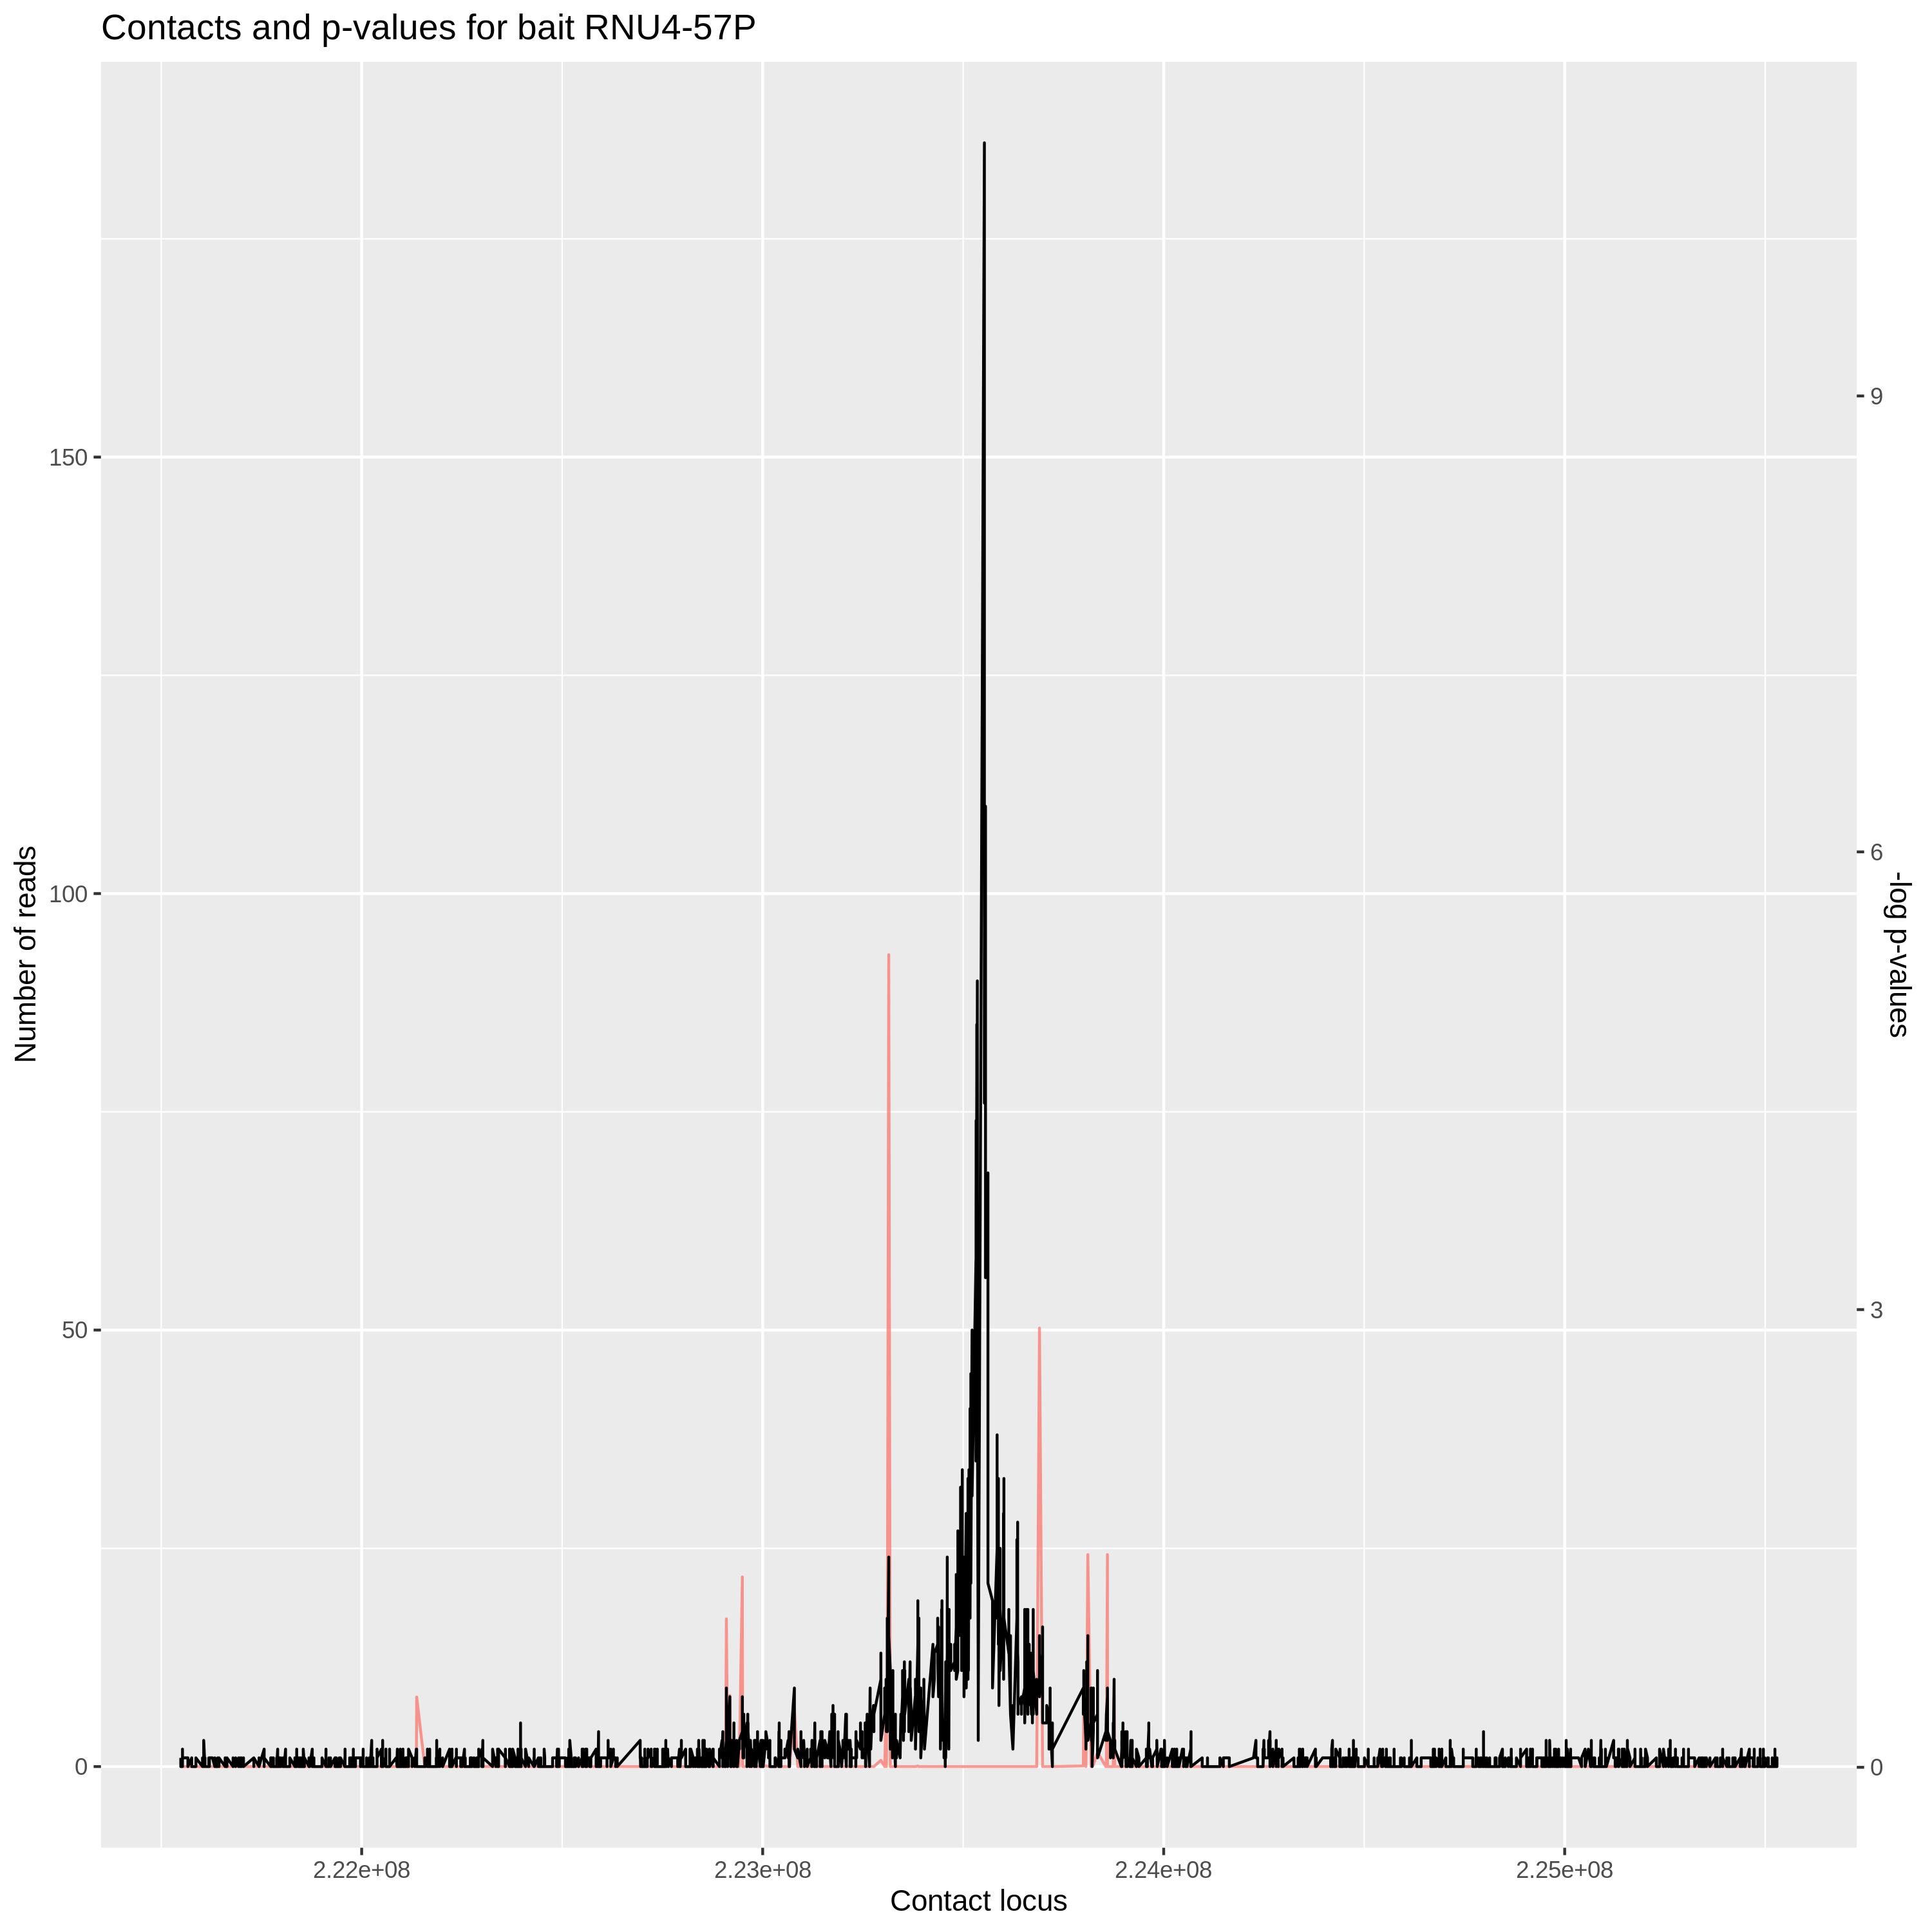 Contacts and p-values for bait RNU4-57P
Number of reads
150
100
50
0
9
6
3
0
-log p-values
2.22e+08
2.23e+08
2.24e+08
2.25e+08
Contact locus